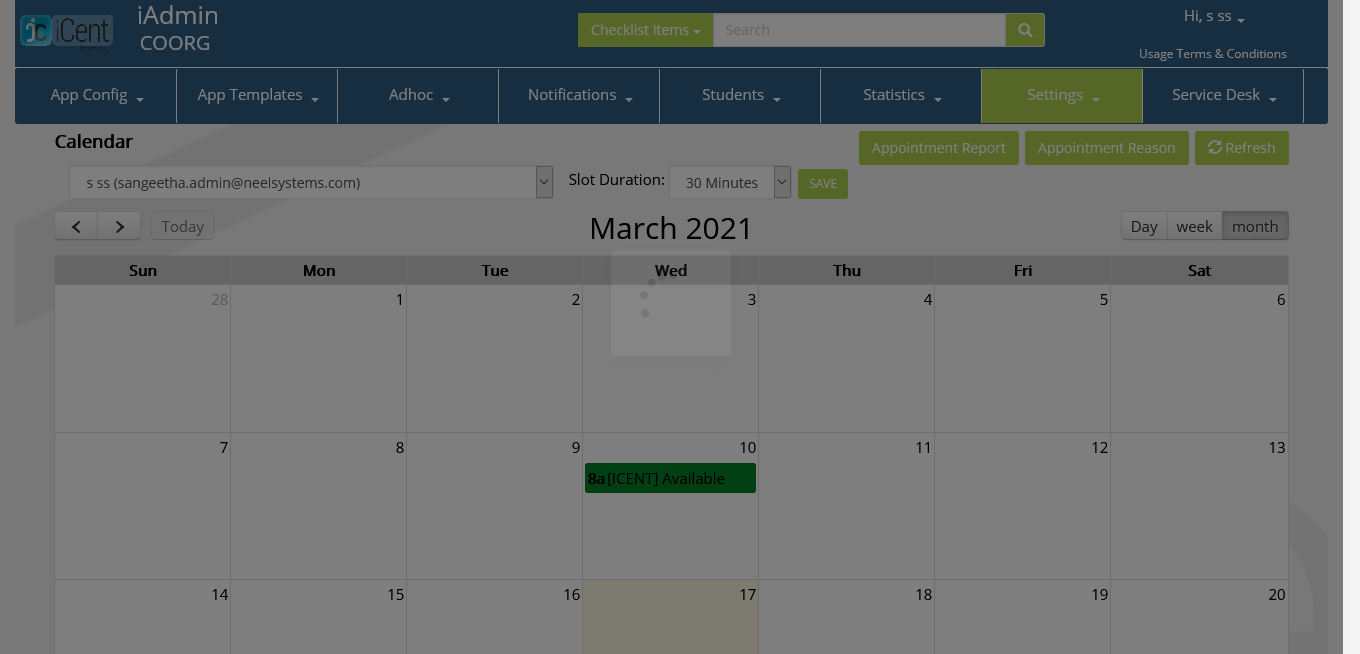 iCent
iAdmin
COORG
Checklist Items
Search
Hi, s ss
Usage Terms & Conditions
App Config
App Templates
Adhoc
Notifications
Students
Statistics
Settings
Service Desk
Calendar
Appointment Report
Appointment Reason
Refresh
s ss (sangeetha.admin@neelsystems.com)
Slot Duration:
30 Minutes
SAVE
Today
March 2021
Day
week
month
Sun Mon Tue Wed Thu Fri Sat
28 1 2 3 4 5 6
7 8 9 10 11 12 13
8a [ICENT] Available
14 15 16 17 18 19 20